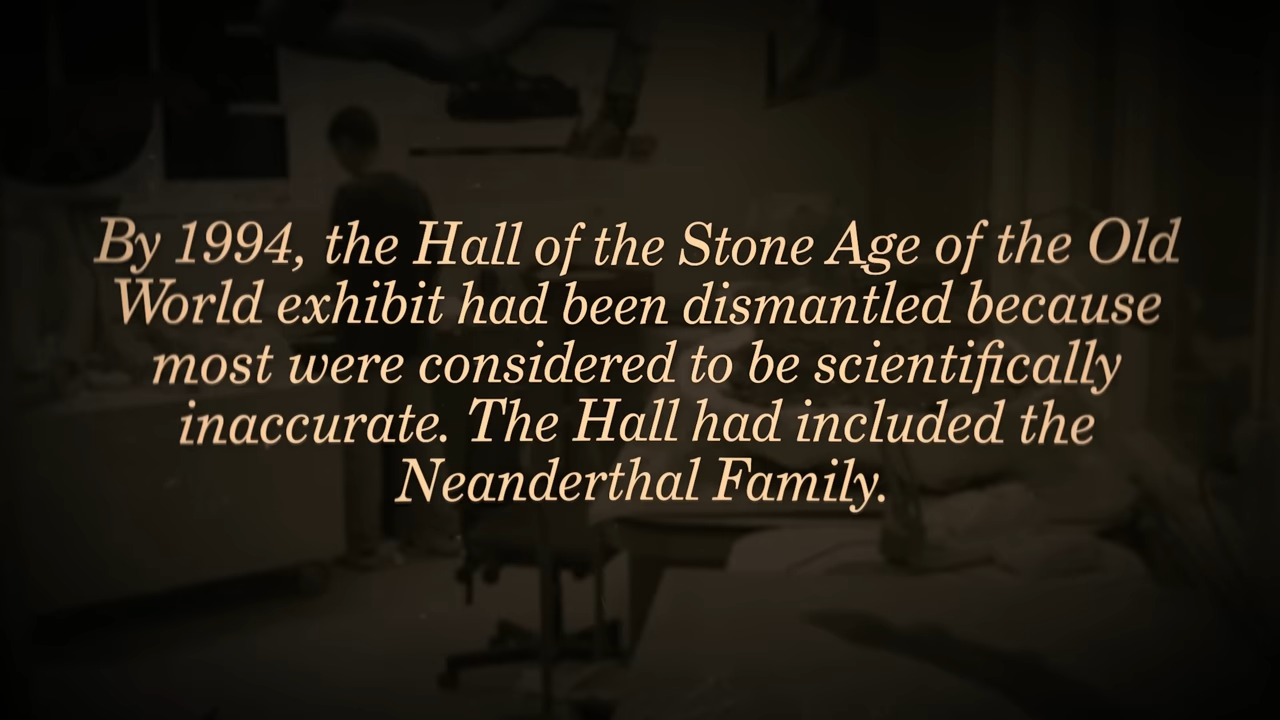 By 1994, the Hall of the Stone Age of the Old
World exhibit had been dismantled because
most were considered to be scientifically
inaccurate. The Hall had included the
Neanderthal Family.